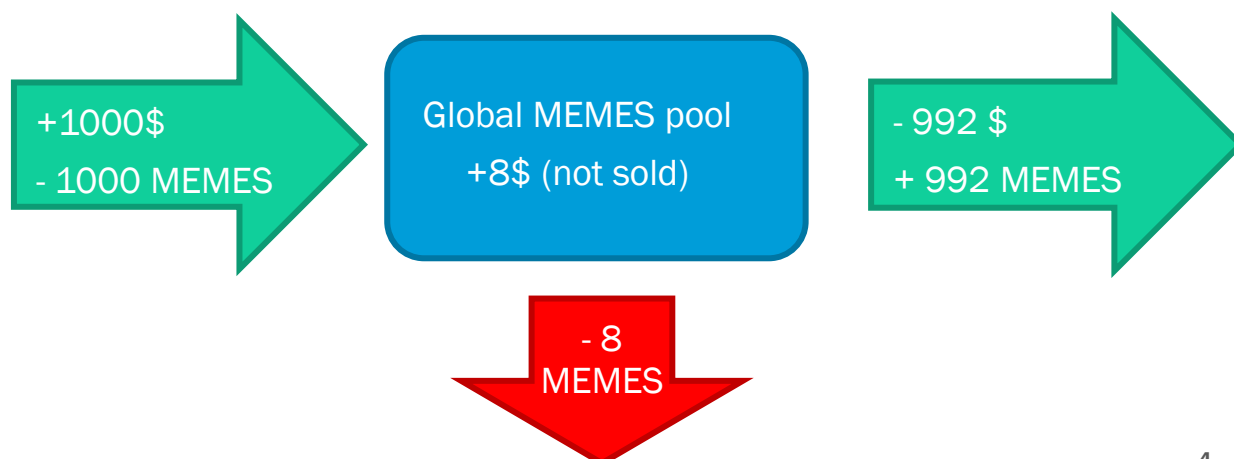 +1000$
- 1000 MEMES
Global MEMES pool
+8$ (not sold)
- 992 $
+ 992 MEMES
- 8
MEMES